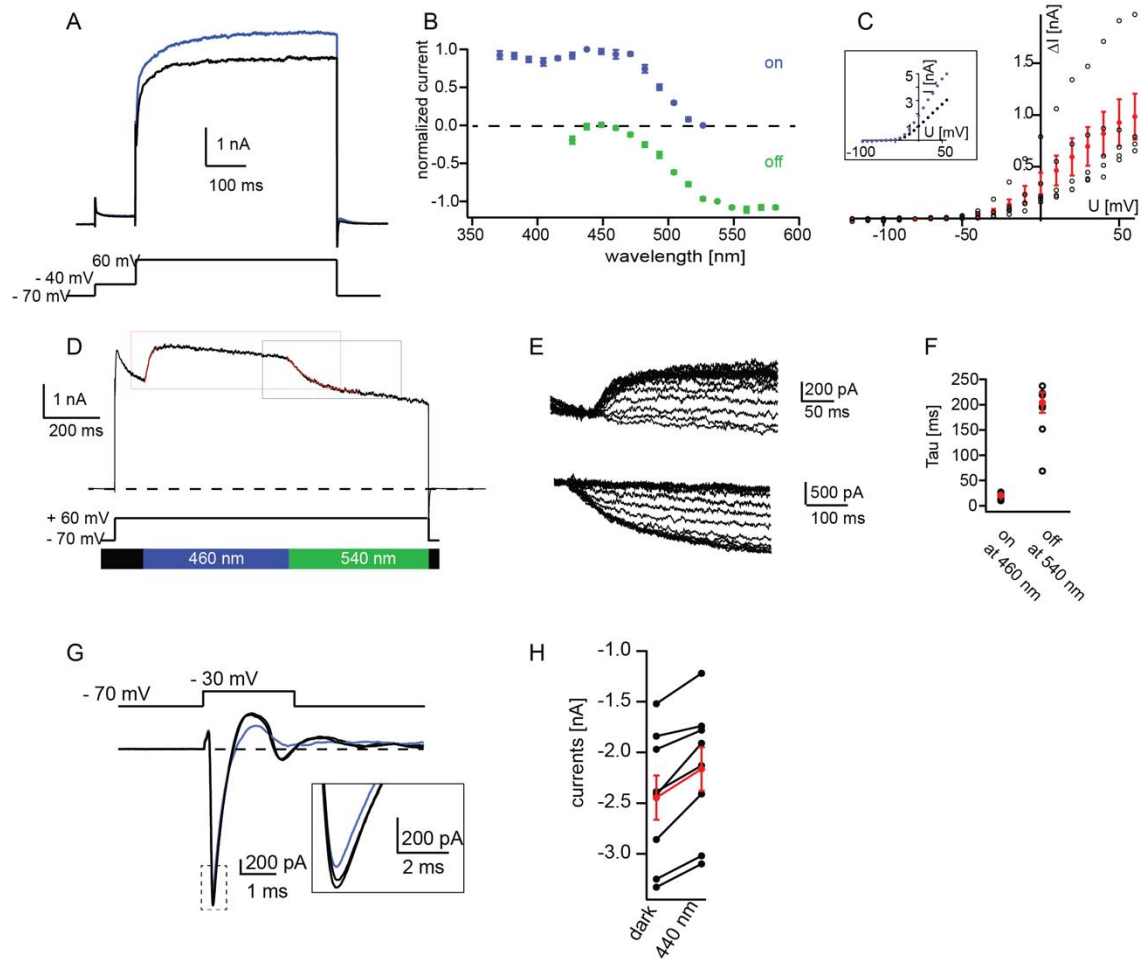 A
1 nA
100 ms
60 mV
- 40 mV
- 70 mV
B
normalized current
1.0
0.5
0.0
-0.5
-1.0
on
off
350 400 450 500 550 600
wavelength [nm]
C
ΔI [nA]
1.5
1.0
0.5
-100 -50 50
U [mV]
5
3
I [nA]
U [mV]
-100 50
D
1 nA
200 ms
+ 60 mV
- 70 mV
460 nm 540 nm
E
200 pA
50 ms
500 pA
100 ms
F
Tau [ms]
250
200
150
100
50
0
on
at 460 nm
off
at 540 nm
G
- 70 mV
- 30 mV
200 pA
1 ms
200 pA
2 ms
H
currents [nA]
-1.0
-1.5
-2.0
-2.5
-3.0
dark
440 nm